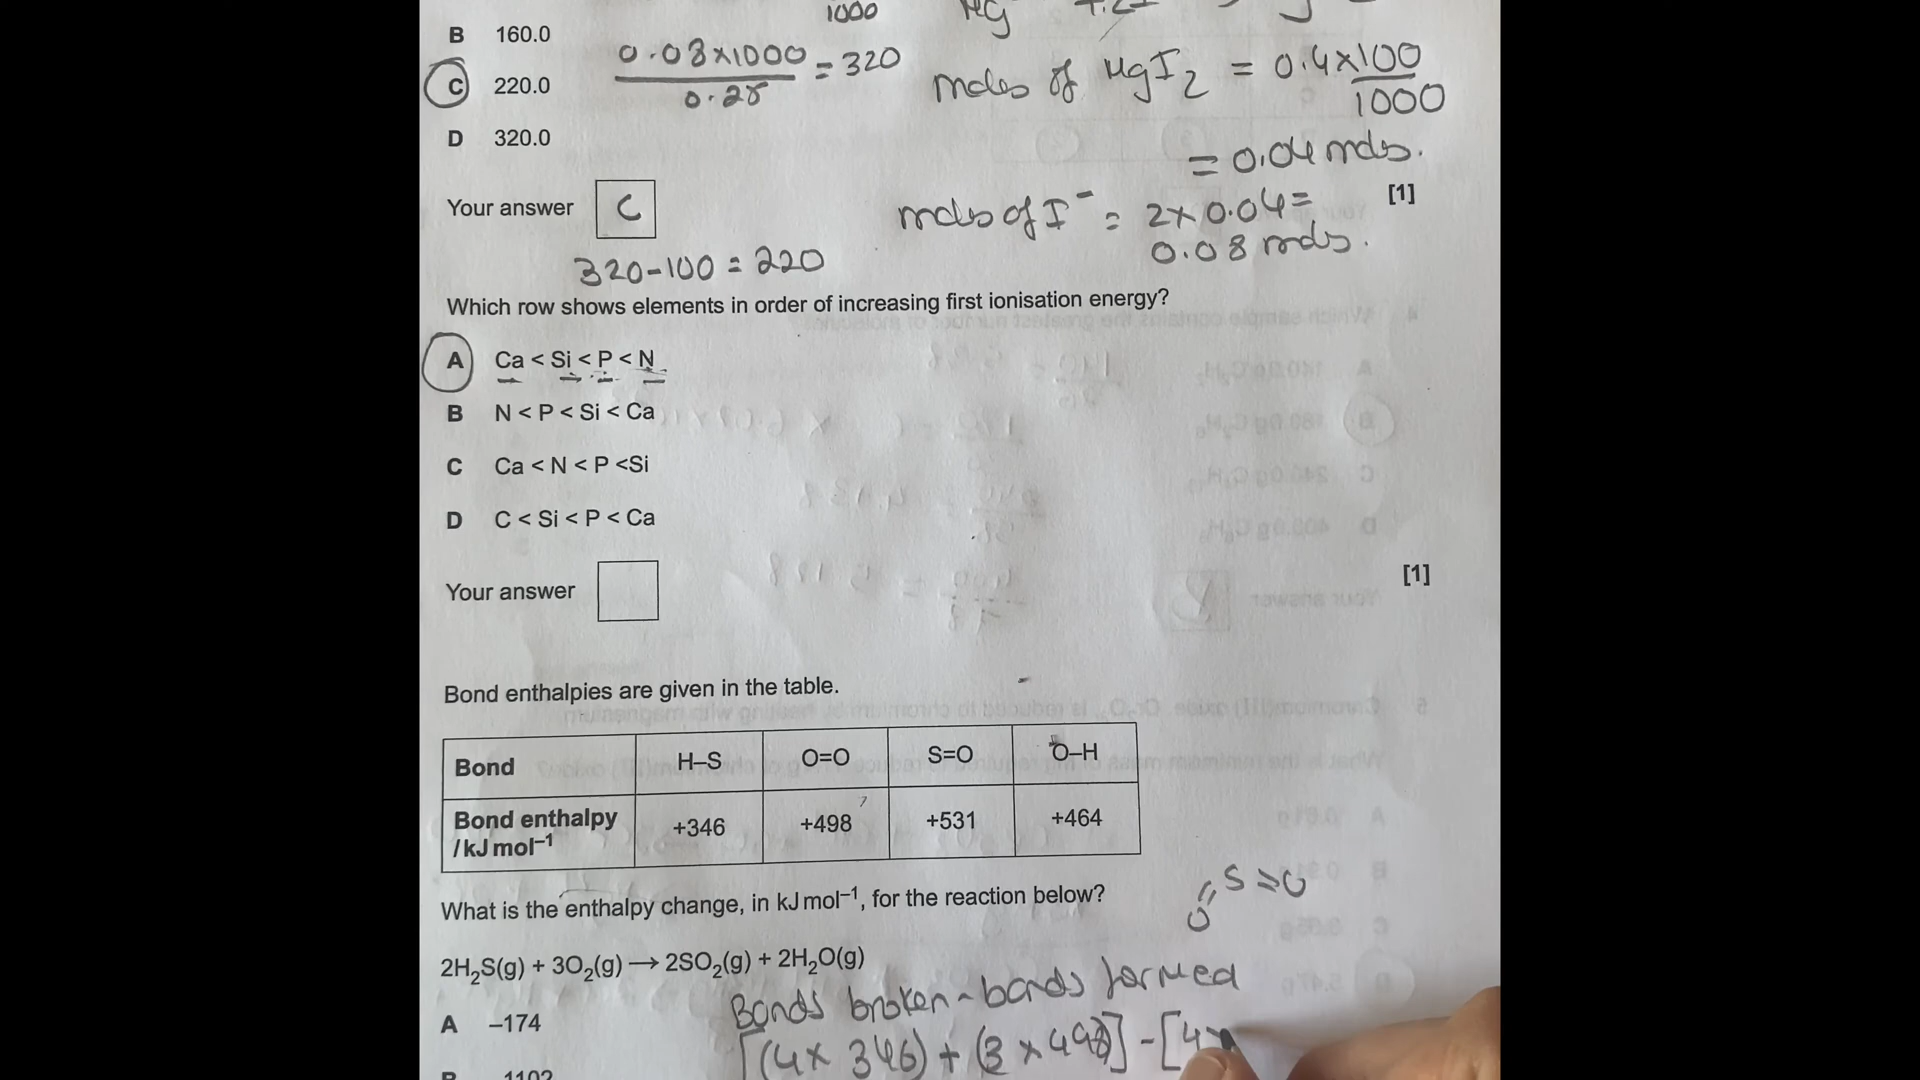 1000
Mg
B 160.0
0.08×1000 = 320
0.25
C 220.0
moles of MgI2 = 0.4×100
1000
D 320.0
= 0.04 mols.
Your answer C
[1]
mols of I⁻ = 2×0.04=
0.08 mols.
320-100 = 220
Which row shows elements in order of increasing first ionisation energy?
A Ca < Si < P < N
B N < P < Si < Ca
C Ca < N < P <Si
D C < Si < P < Ca
Your answer
[1]
Bond enthalpies are given in the table.
Bond H–S O=O S=O O–H
Bond enthalpy /kJ mol⁻¹ +346 +498 +531 +464
S=O
O
What is the enthalpy change, in kJ mol⁻¹, for the reaction below?
2H₂S(g) + 3O₂(g) → 2SO₂(g) + 2H₂O(g)
Bonds broken - bonds formed
A –174
[(4× 346) + (3 × 498)] - [4×
B 1102